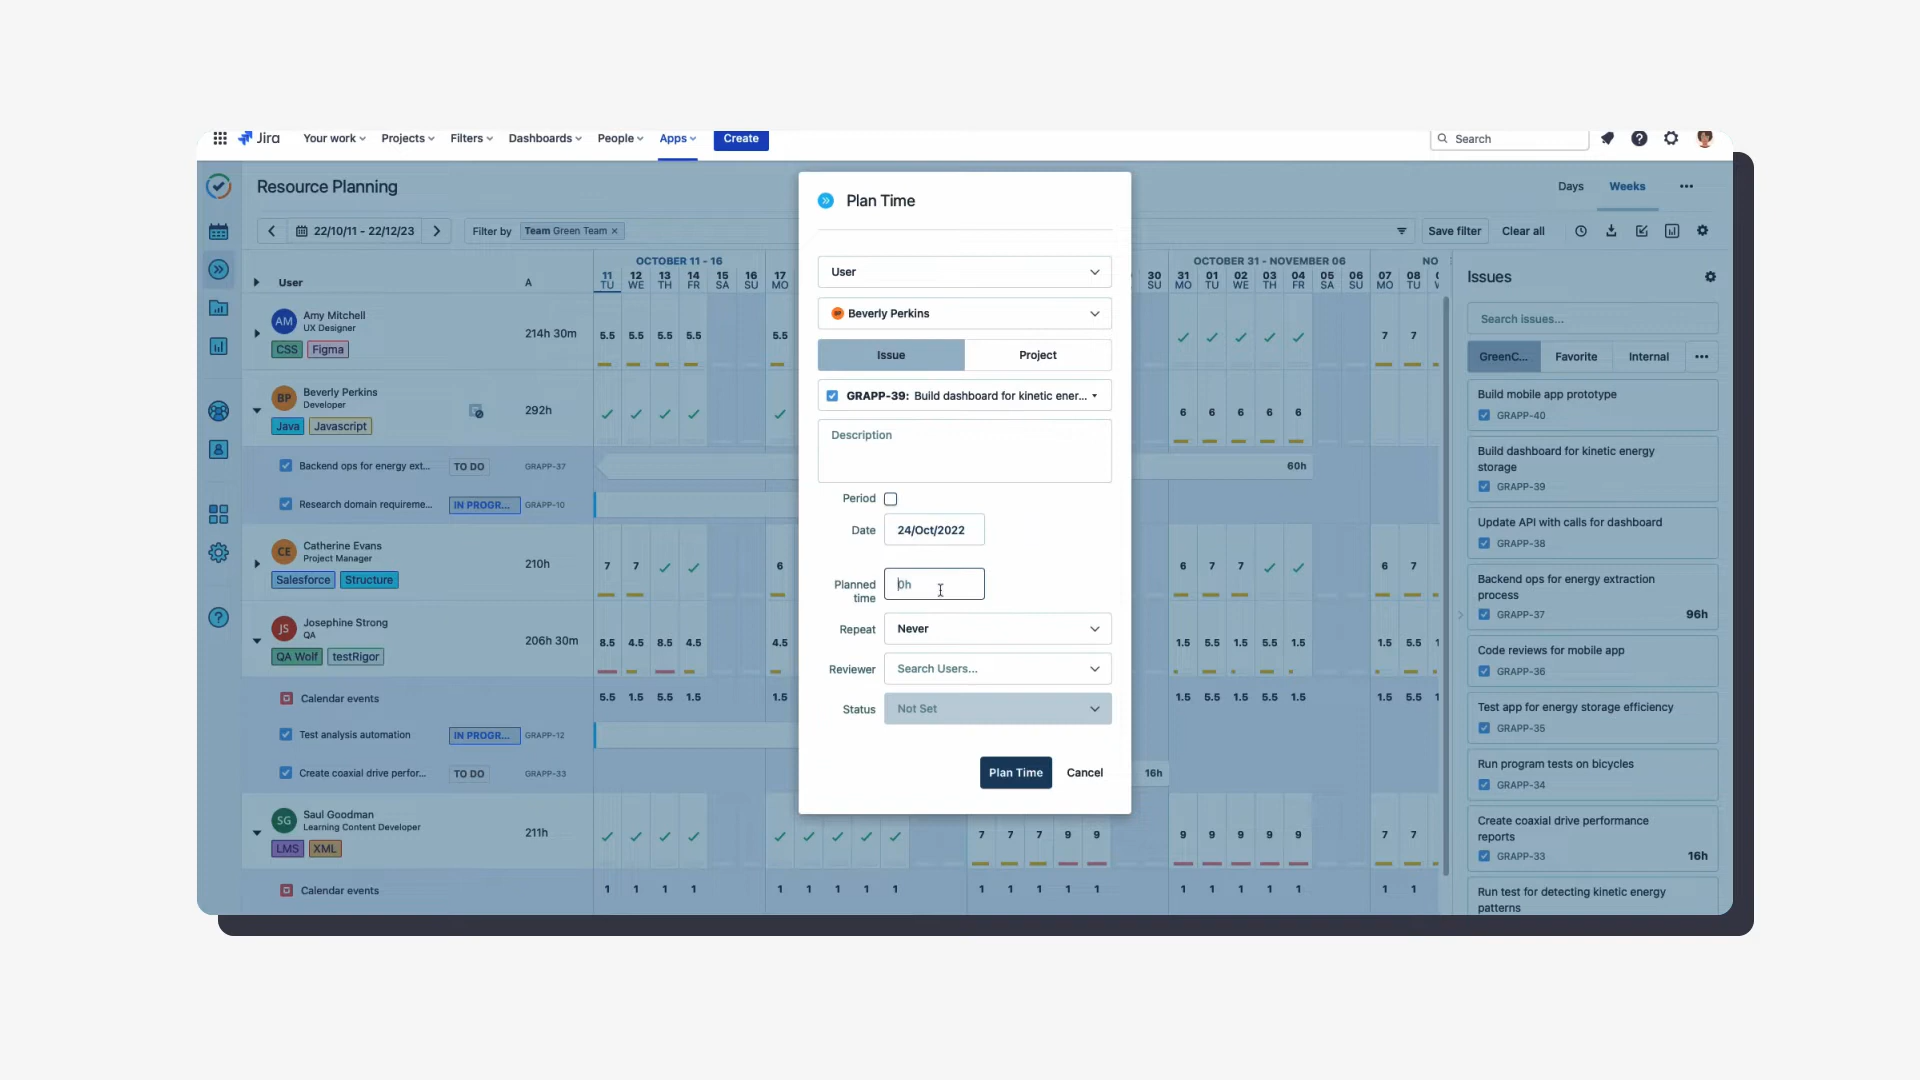 Jira
Your work
Projects
Filters
Dashboards
People
Apps
Create
Search
Resource Planning
Days
Weeks
22/10/11 - 22/12/23
Filter by
Team Green Team ×
Save filter
Clear all
User
A
OCTOBER 11 - 16
11 12 13 14 15 16 17
TU WE TH FR SA SU MO
OCTOBER 31 - NOVEMBER 06
NO
30 31 01 02 03 04 05 06 07 08
SU MO TU WE TH FR SA SU MO TU
AM
Amy Mitchell
UX Designer
CSS
Figma
214h 30m
5.5 5.5 5.5 5.5 5.5
7 7
BP
Beverly Perkins
Developer
Java
Javascript
292h
6 6 6 6
Backend ops for energy ext...
TO DO
GRAPP-37
60h
Research domain requireme...
IN PROGR...
GRAPP-10
CE
Catherine Evans
Project Manager
Salesforce
Structure
210h
7 7 6
6 7 7 6 7
JS
Josephine Strong
QA
QA Wolf
testRigor
206h 30m
8.5 4.5 8.5 4.5 4.5
1.5 5.5 1.5 5.5 1.5 1.5 5.5
Calendar events
5.5 1.5 5.5 1.5 1.5
1.5 5.5 1.5 5.5 1.5 1.5 5.5
Test analysis automation
IN PROGR...
GRAPP-12
Create coaxial drive perfor...
TO DO
GRAPP-33
16h
SG
Saul Goodman
Learning Content Developer
LMS
XML
211h
7 7 7 9 9 9 9 9 9 9 7 7
Calendar events
1 1 1 1 1 1 1 1 1 1 1 1 1 1 1 1 1 1 1 1 1
Plan Time
User
Beverly Perkins
Issue
Project
GRAPP-39: Build dashboard for kinetic ener...
Description
Period
Date
24/Oct/2022
Planned
time
0h
Repeat
Never
Reviewer
Search Users...
Status
Not Set
Plan Time
Cancel
Issues
Search issues...
GreenC...
Favorite
Internal
Build mobile app prototype
GRAPP-40
Build dashboard for kinetic energy
storage
GRAPP-39
Update API with calls for dashboard
GRAPP-38
Backend ops for energy extraction
process
GRAPP-37
96h
Code reviews for mobile app
GRAPP-36
Test app for energy storage efficiency
GRAPP-35
Run program tests on bicycles
GRAPP-34
Create coaxial drive performance
reports
GRAPP-33
16h
Run test for detecting kinetic energy
patterns